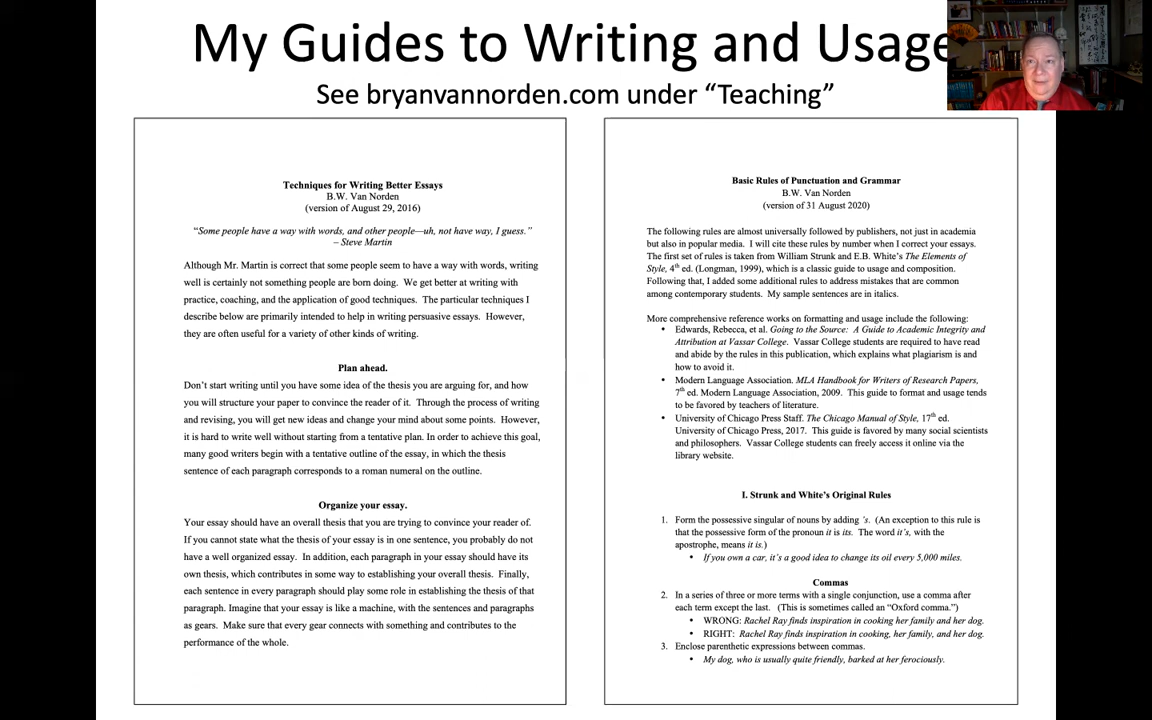 My Guides to Writing and Usage
See bryanvannorden.com under “Teaching”
Techniques for Writing Better Essays
B.W. Van Norden
(version of August 29, 2016)
“Some people have a way with words, and other people—uh, not have way, I guess.”
– Steve Martin
Although Mr. Martin is correct that some people seem to have a way with words, writing
well is certainly not something people are born doing. We get better at writing with
practice, coaching, and the application of good techniques. The particular techniques I
describe below are primarily intended to help in writing persuasive essays. However,
they are often useful for a variety of other kinds of writing.
Plan ahead.
Don’t start writing until you have some idea of the thesis you are arguing for, and how
you will structure your paper to convince the reader of it. Through the process of writing
and revising, you will get new ideas and change your mind about some points. However,
it is hard to write well without starting from a tentative plan. In order to achieve this goal,
many good writers begin with a tentative outline of the essay, in which the thesis
sentence of each paragraph corresponds to a roman numeral on the outline.
Organize your essay.
Your essay should have an overall thesis that you are trying to convince your reader of.
If you cannot state what the thesis of your essay is in one sentence, you probably do not
have a well organized essay. In addition, each paragraph in your essay should have its
own thesis, which contributes in some way to establishing your overall thesis. Finally,
each sentence in every paragraph should play some role in establishing the thesis of that
paragraph. Imagine that your essay is like a machine, with the sentences and paragraphs
as gears. Make sure that every gear connects with something and contributes to the
performance of the whole.
Basic Rules of Punctuation and Grammar
B.W. Van Norden
(version of 31 August 2020)
The following rules are almost universally followed by publishers, not just in academia
but also in popular media. I will cite these rules by number when I correct your essays.
The first set of rules is taken from William Strunk and E.B. White’s The Elements of
Style, 4th ed. (Longman, 1999), which is a classic guide to usage and composition.
Following that, I added some additional rules to address mistakes that are common
among contemporary students. My sample sentences are in italics.
More comprehensive reference works on formatting and usage include the following:
• Edwards, Rebecca, et al. Going to the Source: A Guide to Academic Integrity and
Attribution at Vassar College. Vassar College students are required to have read
and abide by the rules in this publication, which explains what plagiarism is and
how to avoid it.
• Modern Language Association. MLA Handbook for Writers of Research Papers,
7th ed. Modern Language Association, 2009. This guide to format and usage tends
to be favored by teachers of literature.
• University of Chicago Press Staff. The Chicago Manual of Style, 17th ed.
University of Chicago Press, 2017. This guide is favored by many social scientists
and philosophers. Vassar College students can freely access it online via the
library website.
I. Strunk and White’s Original Rules
1. Form the possessive singular of nouns by adding ’s. (An exception to this rule is
that the possessive form of the pronoun it is its. The word it’s, with the
apostrophe, means it is.)
• If you own a car, it’s a good idea to change its oil every 5,000 miles.
Commas
2. In a series of three or more terms with a single conjunction, use a comma after
each term except the last. (This is sometimes called an “Oxford comma.”)
• WRONG: Rachel Ray finds inspiration in cooking her family and her dog.
• RIGHT: Rachel Ray finds inspiration in cooking, her family, and her dog.
3. Enclose parenthetic expressions between commas.
• My dog, who is usually quite friendly, barked at her ferociously.